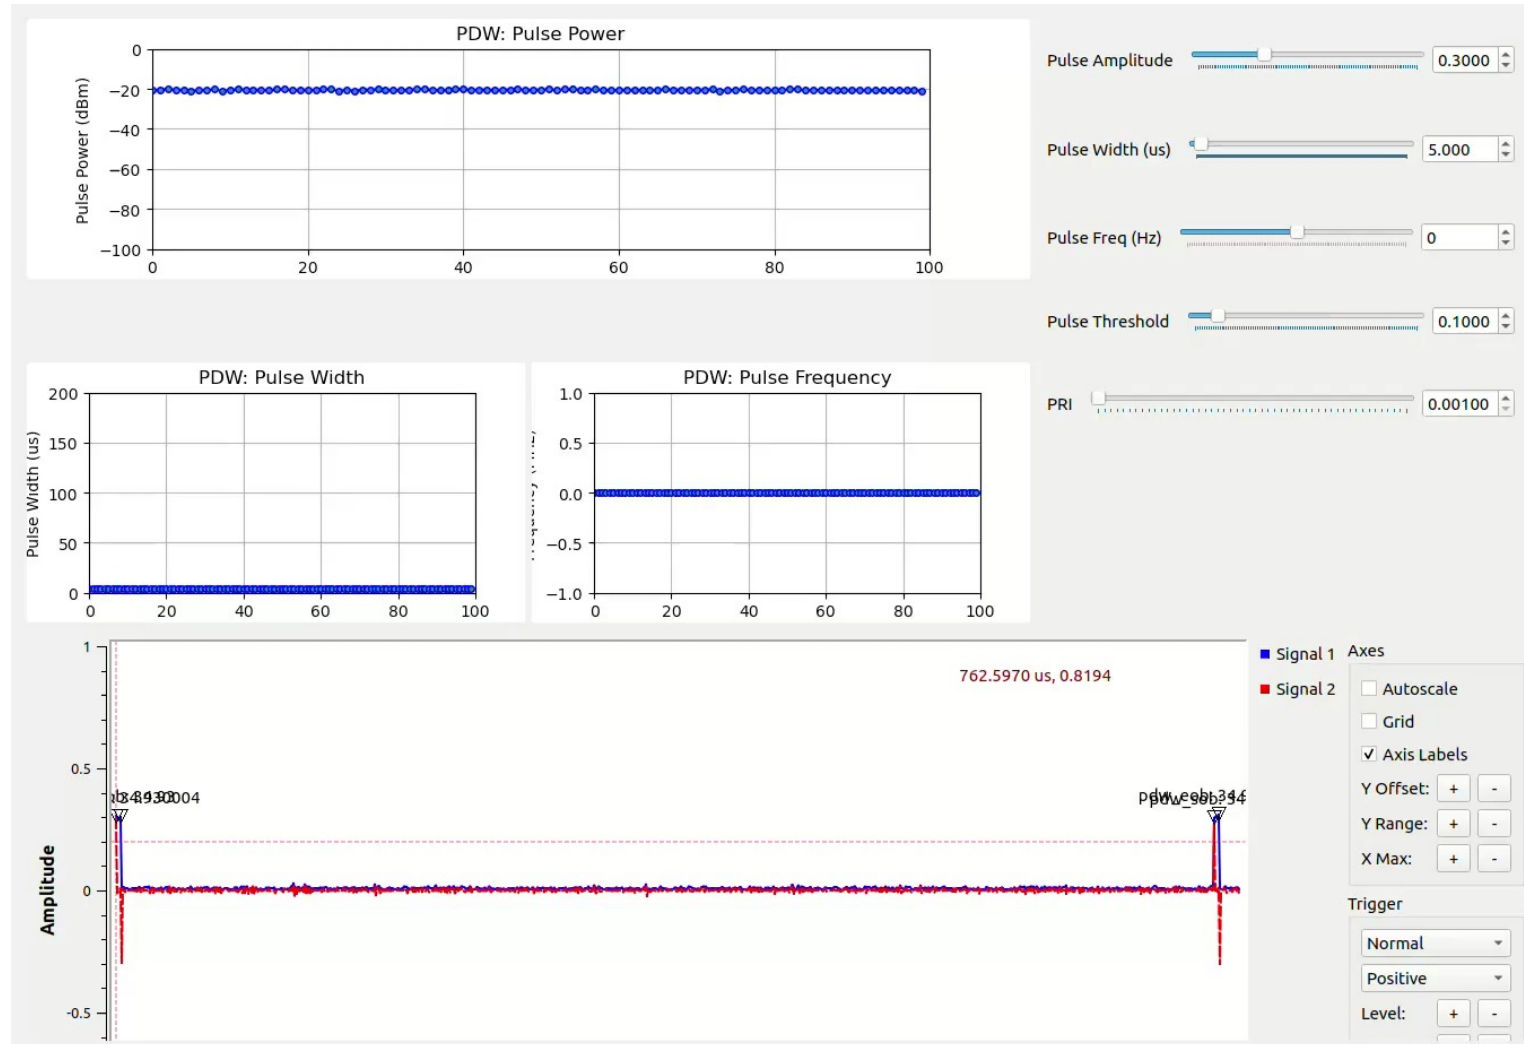 PDW: Pulse Power
Pulse Power (dBm)
0
−20
−40
−60
−80
−100
0 20 40 60 80 100
Pulse Amplitude 0.3000
Pulse Width (us) 5.000
Pulse Freq (Hz) 0
Pulse Threshold 0.1000
PRI 0.00100
PDW: Pulse Width
Pulse Width (us)
200
150
100
50
0
0 20 40 60 80 100
PDW: Pulse Frequency
1.0
0.5
0.0
−0.5
−1.0
0 20 40 60 80 100
Amplitude
1
0.5
0
-0.5
762.5970 us, 0.8194
Signal 1
Signal 2
Axes
Autoscale
Grid
Axis Labels
Y Offset: + -
Y Range: + -
X Max: + -
Trigger
Normal
Positive
Level: + -